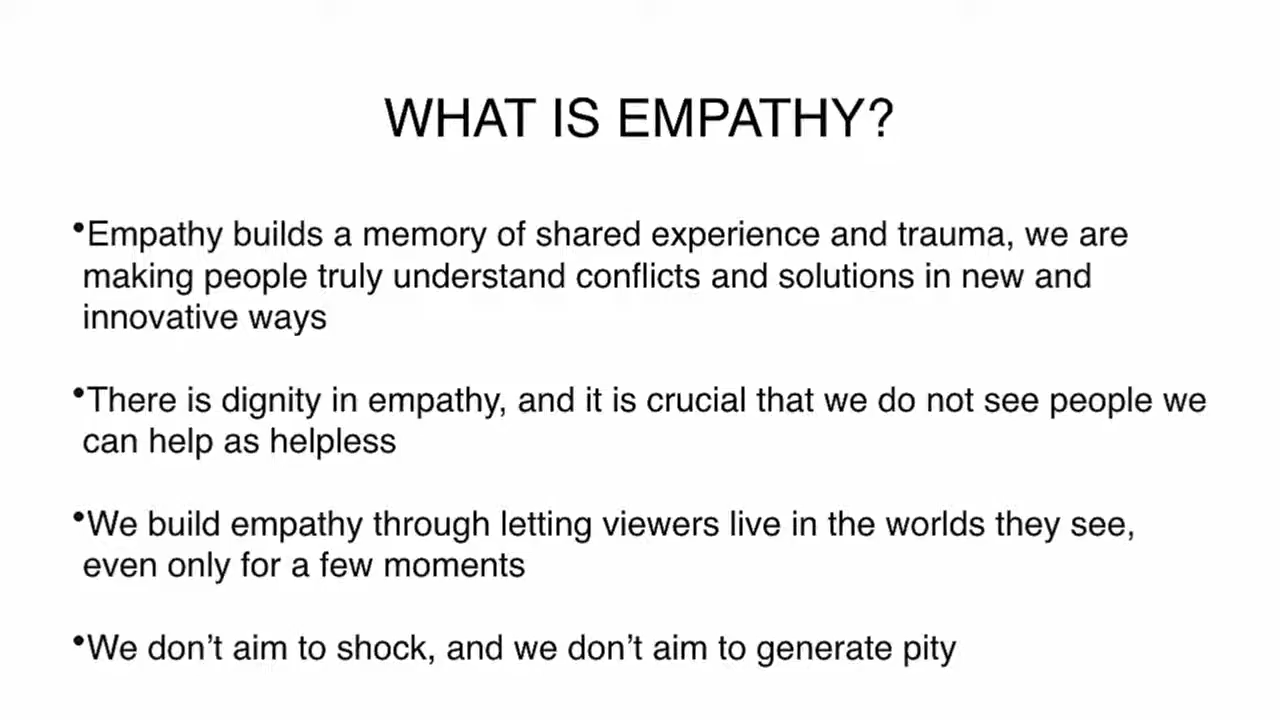 WHAT IS EMPATHY?
•Empathy builds a memory of shared experience and trauma, we are
making people truly understand conflicts and solutions in new and
innovative ways
•There is dignity in empathy, and it is crucial that we do not see people we
can help as helpless
•We build empathy through letting viewers live in the worlds they see,
even only for a few moments
•We don’t aim to shock, and we don’t aim to generate pity